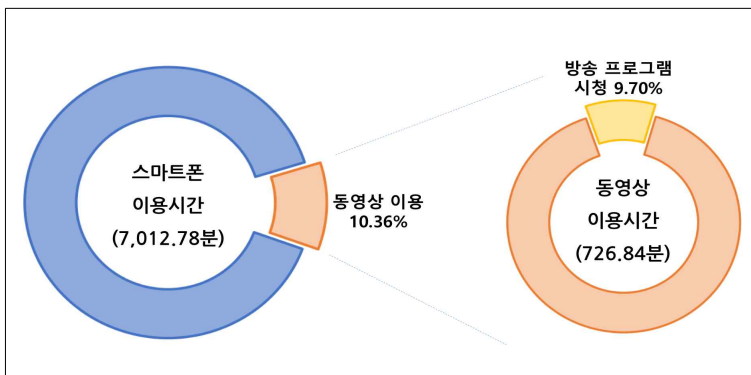 스마트폰
이용시간
(7,012.78분)
동영상 이용
10.36%
방송 프로그램
시청 9.70%
동영상
이용시간
(726.84분)